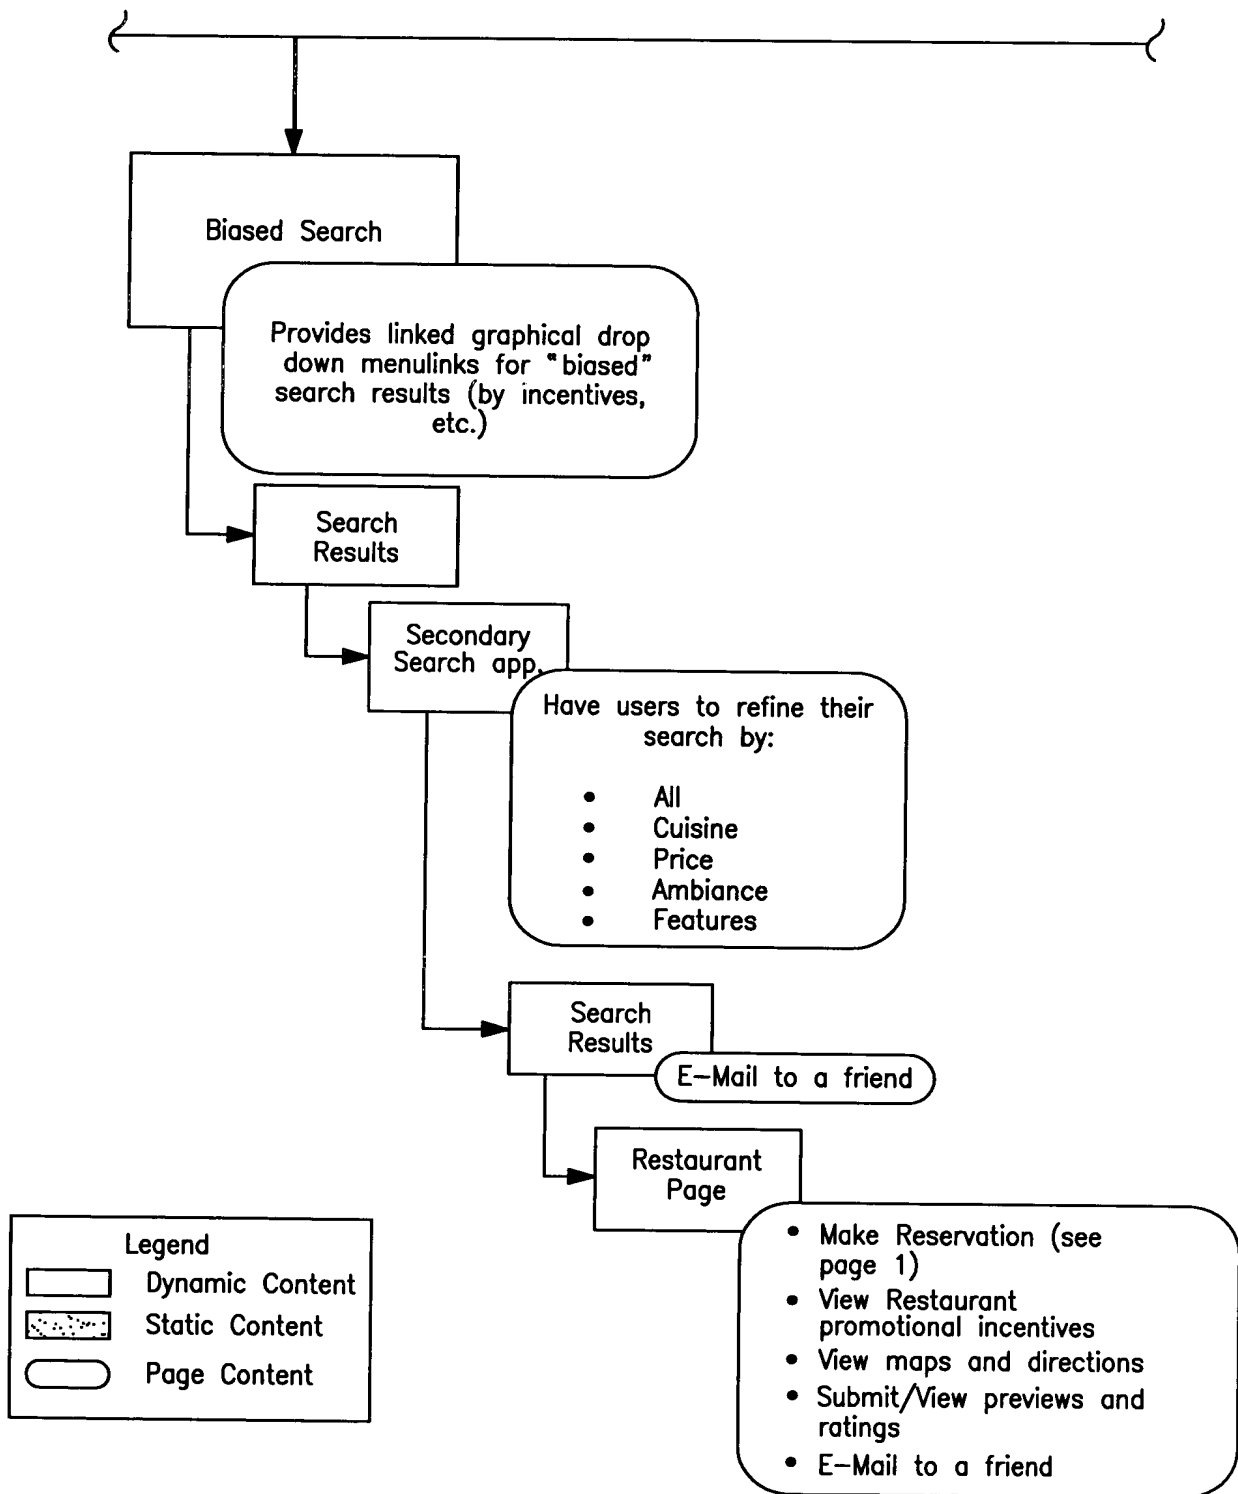 Biased Search
Provides linked graphical drop
down menulinks for "biased"
search results (by incentives,
etc.)
Search
Results
Secondary
Search app.
Have users to refine their
search by:
• All
• Cuisine
• Price
• Ambiance
• Features
Search
Results
E-Mail to a friend
Restaurant
Page
• Make Reservation (see
page 1)
• View Restaurant
promotional incentives
• View maps and directions
• Submit/View previews and
ratings
• E-Mail to a friend
Legend
Dynamic Content
Static Content
Page Content